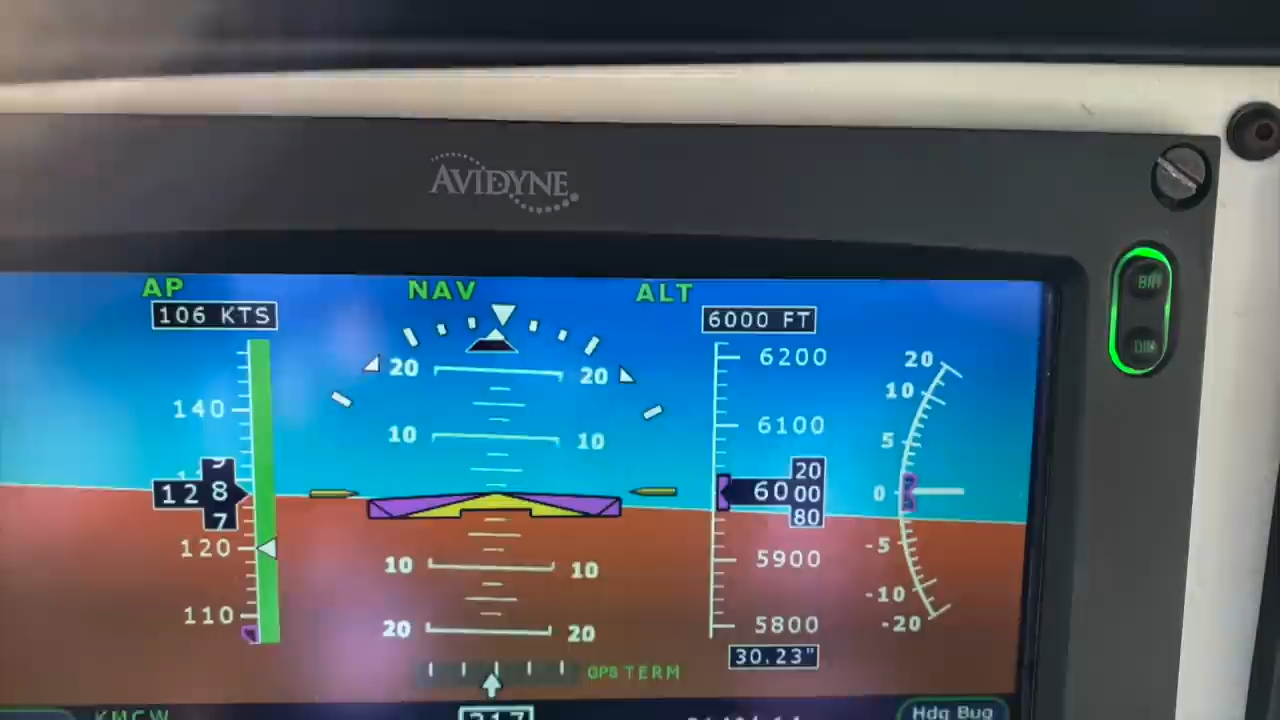 AVIDYNE
BRT
DIM
AP NAV ALT
106 KTS
6000 FT
20 20
10 10
10 10
20 20
140
128
7
120
110
6200
6100
20
6000
80
5900
5800
30.23"
20
10
5
0
-5
-10
-20
GPS TERM
KMCW
Hdg Bug